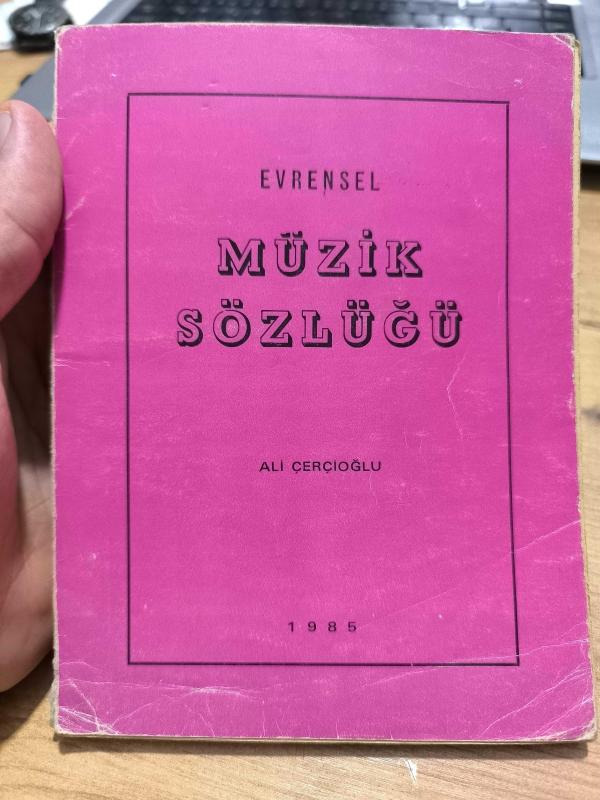 EVRENSEL
MÜZİK
SÖZLÜĞÜ
ALİ ÇERÇİOĞLU
1985